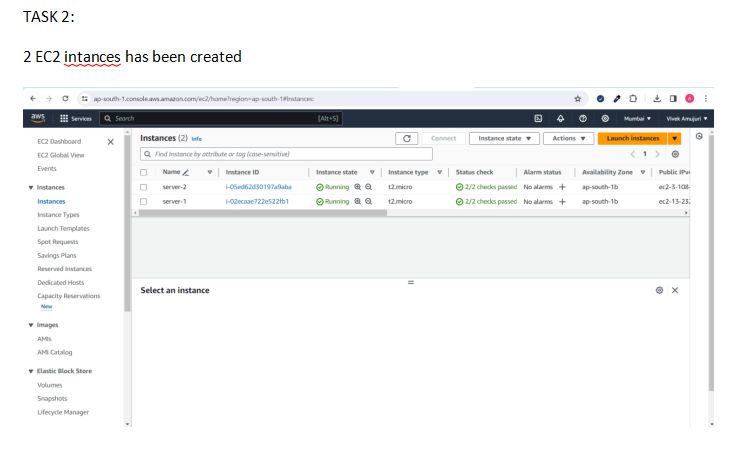 TASK 2:
2 EC2 intances has been created
ap-south-1.console.aws.amazon.com/ec2/home?region=ap-south-1#Instances:
aws Services Search [Alt+S] Mumbai Vivek Amujuri
EC2 Dashboard
EC2 Global View
Events
Instances
Instances
Instance Types
Launch Templates
Spot Requests
Savings Plans
Reserved Instances
Dedicated Hosts
Capacity Reservations
New
Images
AMIs
AMI Catalog
Elastic Block Store
Volumes
Snapshots
Lifecycle Manager
Instances (2) Info Connect Instance state Actions Launch instances
Find Instance by attribute or tag (case-sensitive) 1
Name Instance ID Instance state Instance type Status check Alarm status Availability Zone Public IPv
server-2 i-05ed62d30197a9aba Running t2.micro 2/2 checks passed No alarms ap-south-1b ec2-3-108-
server-1 i-02ecaae722e522fb1 Running t2.micro 2/2 checks passed No alarms ap-south-1b ec2-13-232
Select an instance